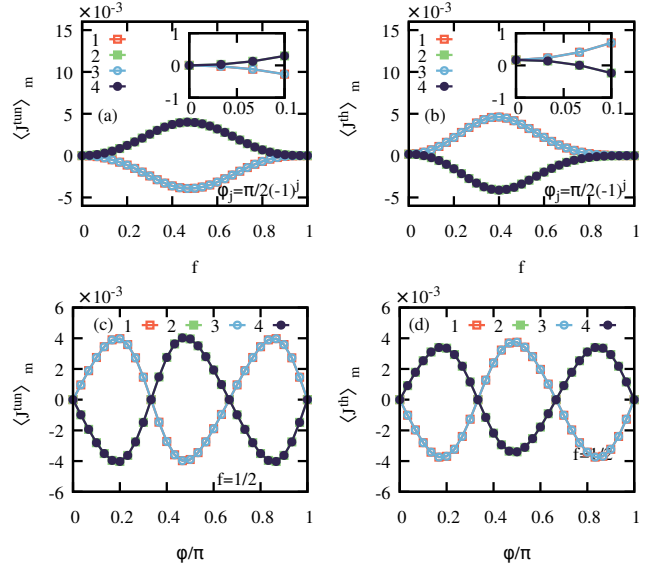 ×10⁻³
15
10
5
0
-5
⟨J^tun⟩ m
1
2
3
4
1
0
-1
0 0.05 0.1
(a)
φ_j=π/2(-1)^j
0 0.2 0.4 0.6 0.8 1
f
×10⁻³
15
10
5
0
-5
⟨J^th⟩ m
1
2
3
4
1
0
-1
0 0.05 0.1
(b)
φ_j=π/2(-1)^j
0 0.2 0.4 0.6 0.8 1
f
×10⁻³
6
4
2
0
-2
-4
-6
⟨J^tun⟩ m
(c) 1 2 3 4
f=1/2
0 0.2 0.4 0.6 0.8 1
φ/π
×10⁻³
6
4
2
0
-2
-4
-6
⟨J^th⟩ m
(d) 1 2 3 4
f=1/2
0 0.2 0.4 0.6 0.8 1
φ/π